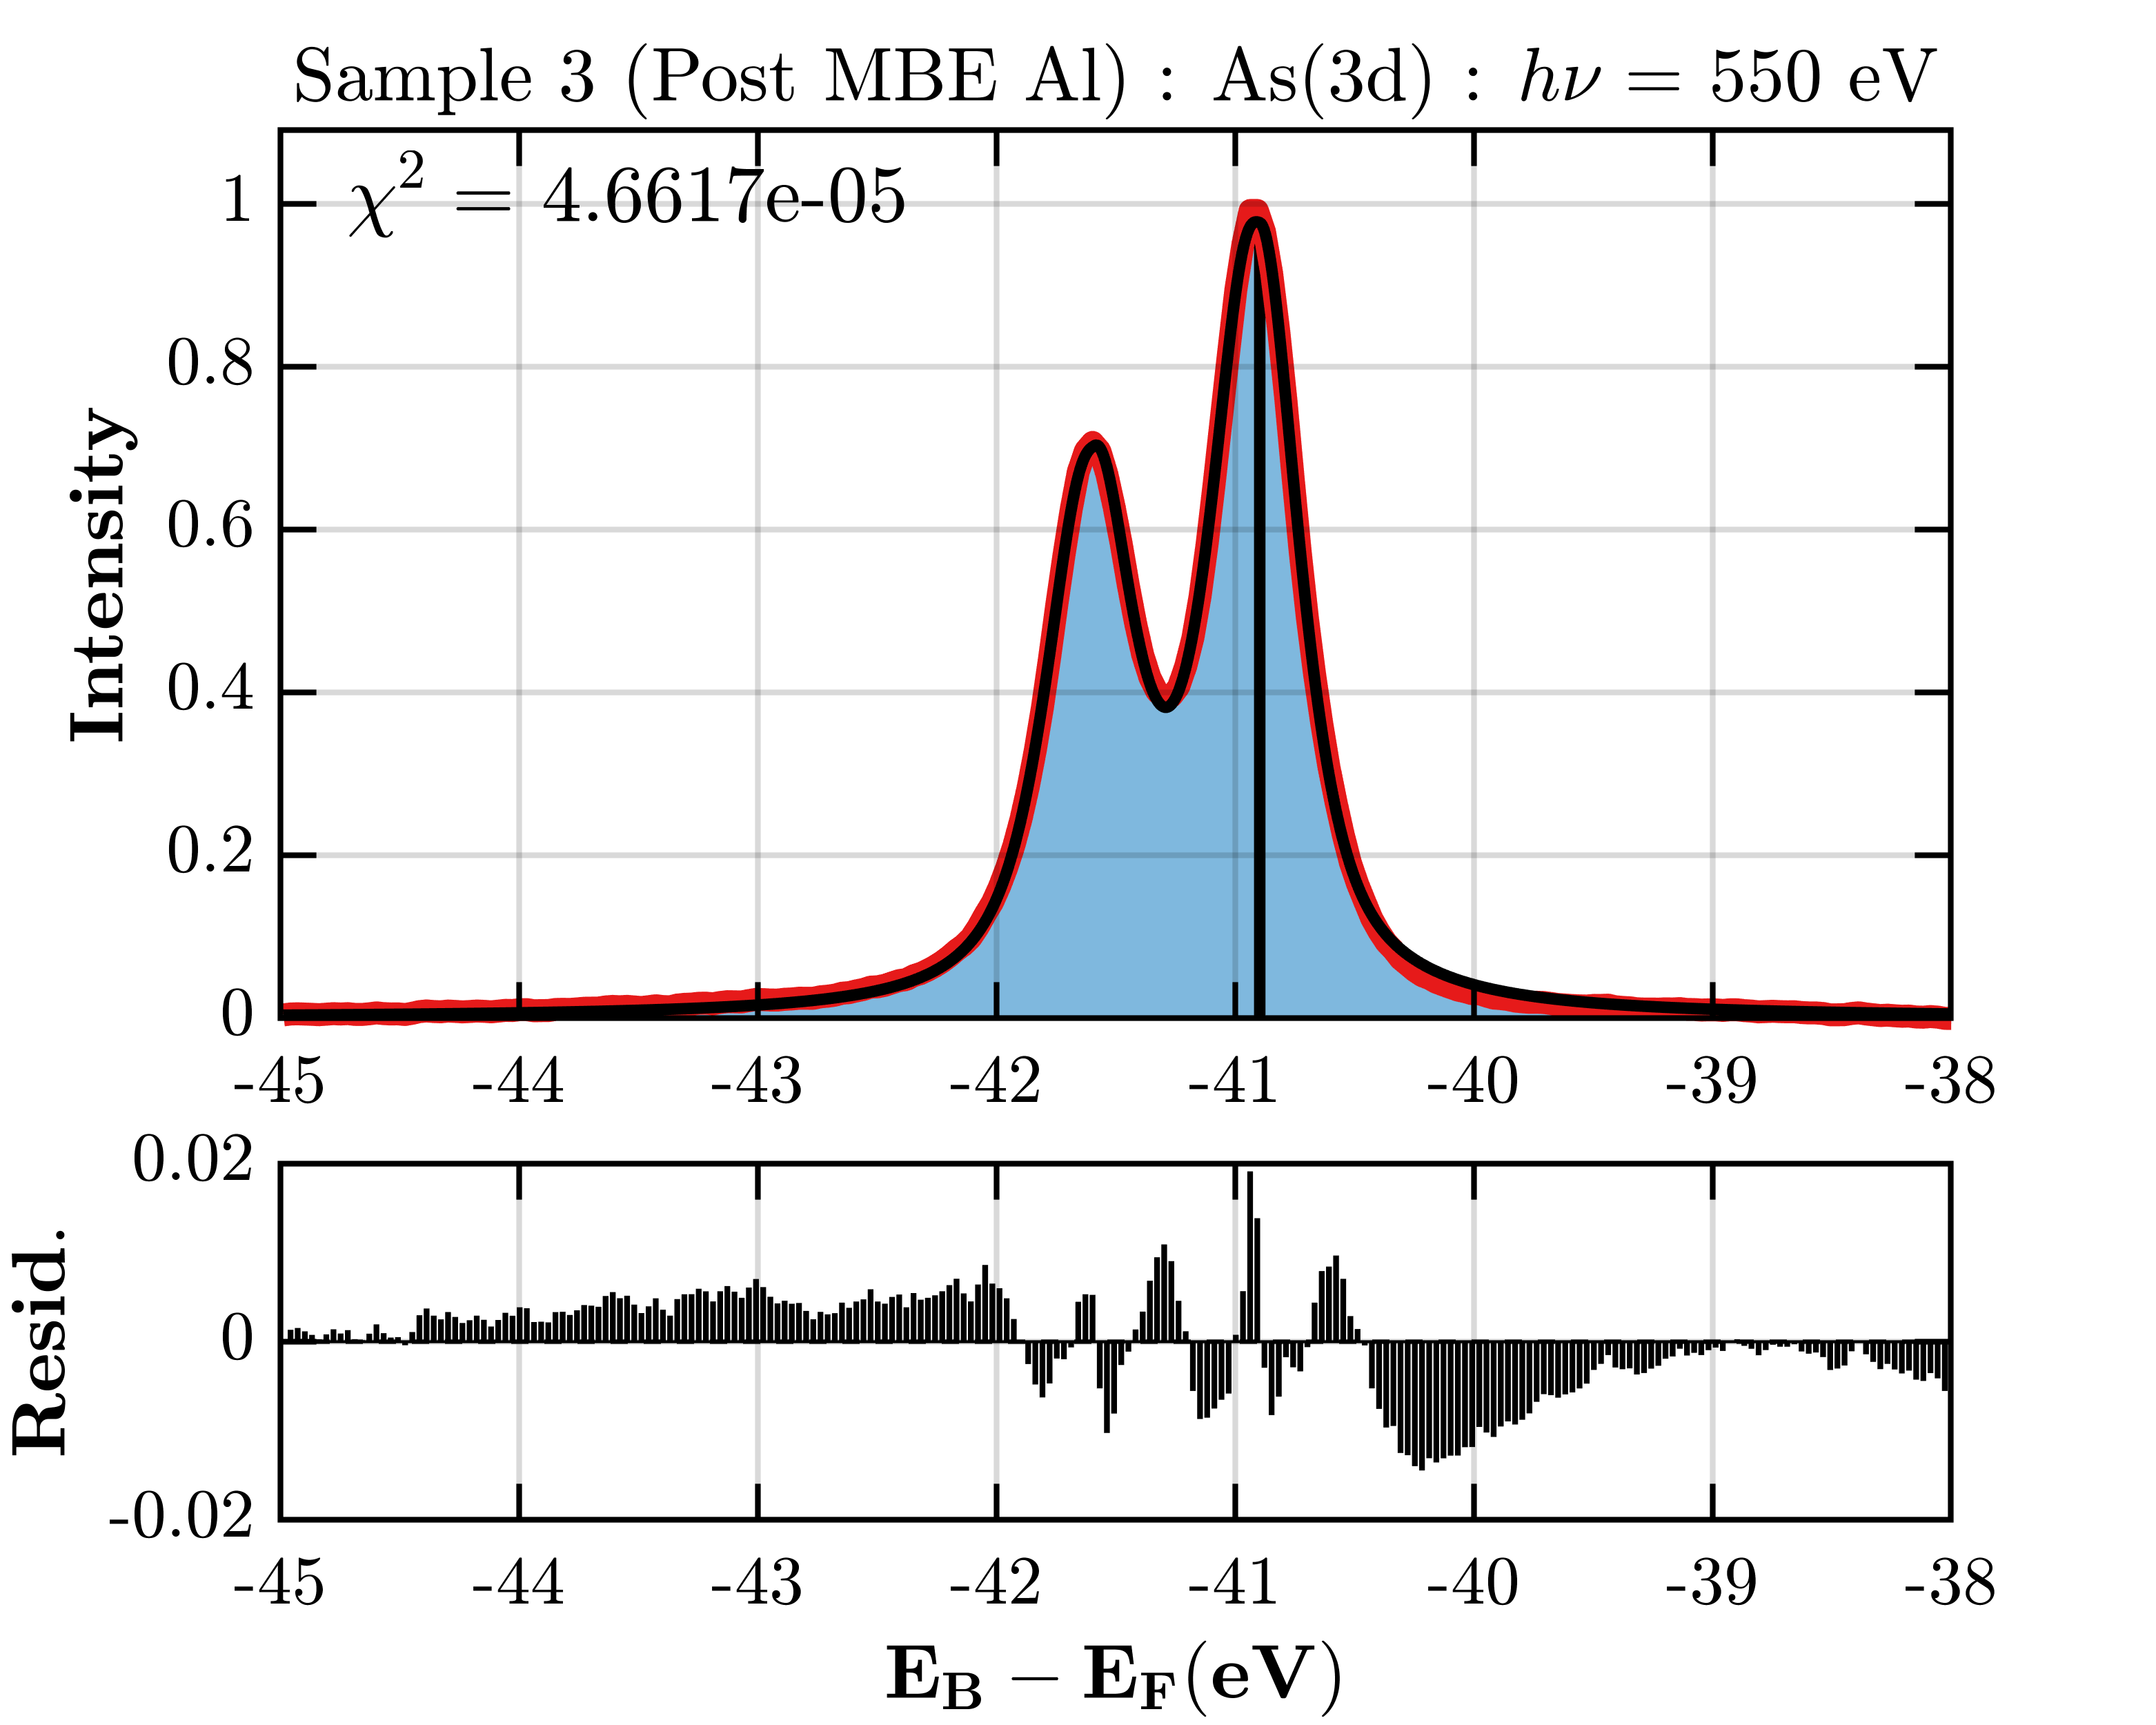 Sample 3 (Post MBE Al) : As(3d) : hν = 550 eV
χ² = 4.6617e-05
Intensity
1
0.8
0.6
0.4
0.2
0
-45 -44 -43 -42 -41 -40 -39 -38
Resid.
0.02
0
-0.02
-45 -44 -43 -42 -41 -40 -39 -38
E_B − E_F(eV)